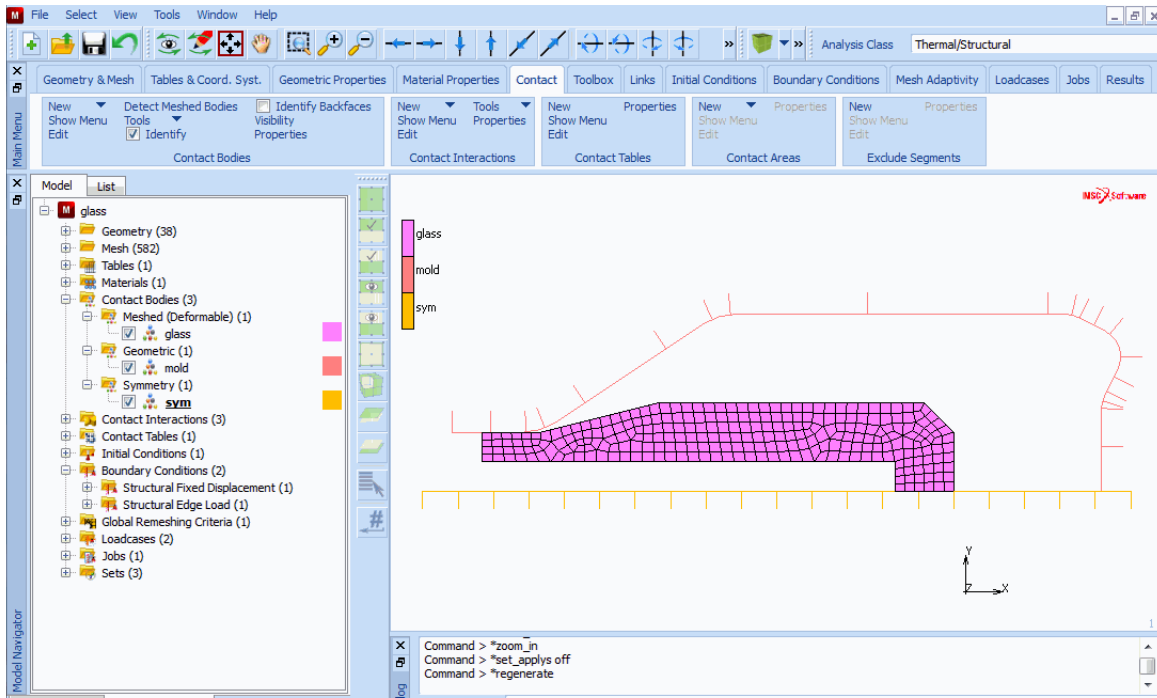 File Select View Tools Window Help
» » Analysis Class Thermal/Structural
Geometry & Mesh Tables & Coord. Syst. Geometric Properties Material Properties Contact Toolbox Links Initial Conditions Boundary Conditions Mesh Adaptivity Loadcases Jobs Results
Main Menu
New Detect Meshed Bodies Identify Backfaces
Show Menu Tools Visibility
Edit Identify Properties
Contact Bodies
New Tools
Show Menu Properties
Edit
Contact Interactions
New Properties
Show Menu
Edit
Contact Tables
New Properties
Show Menu
Edit
Contact Areas
New Properties
Show Menu
Edit
Exclude Segments
Model List
glass
Geometry (38)
Mesh (582)
Tables (1)
Materials (1)
Contact Bodies (3)
Meshed (Deformable) (1)
glass
Geometric (1)
mold
Symmetry (1)
sym
Contact Interactions (3)
Contact Tables (1)
Initial Conditions (1)
Boundary Conditions (2)
Structural Fixed Displacement (1)
Structural Edge Load (1)
Global Remeshing Criteria (1)
Loadcases (2)
Jobs (1)
Sets (3)
Model Navigator
glass
mold
sym
MSC Software
Y
Z X
1
Command > *zoom_in
Command > *set_applys off
Command > *regenerate
log